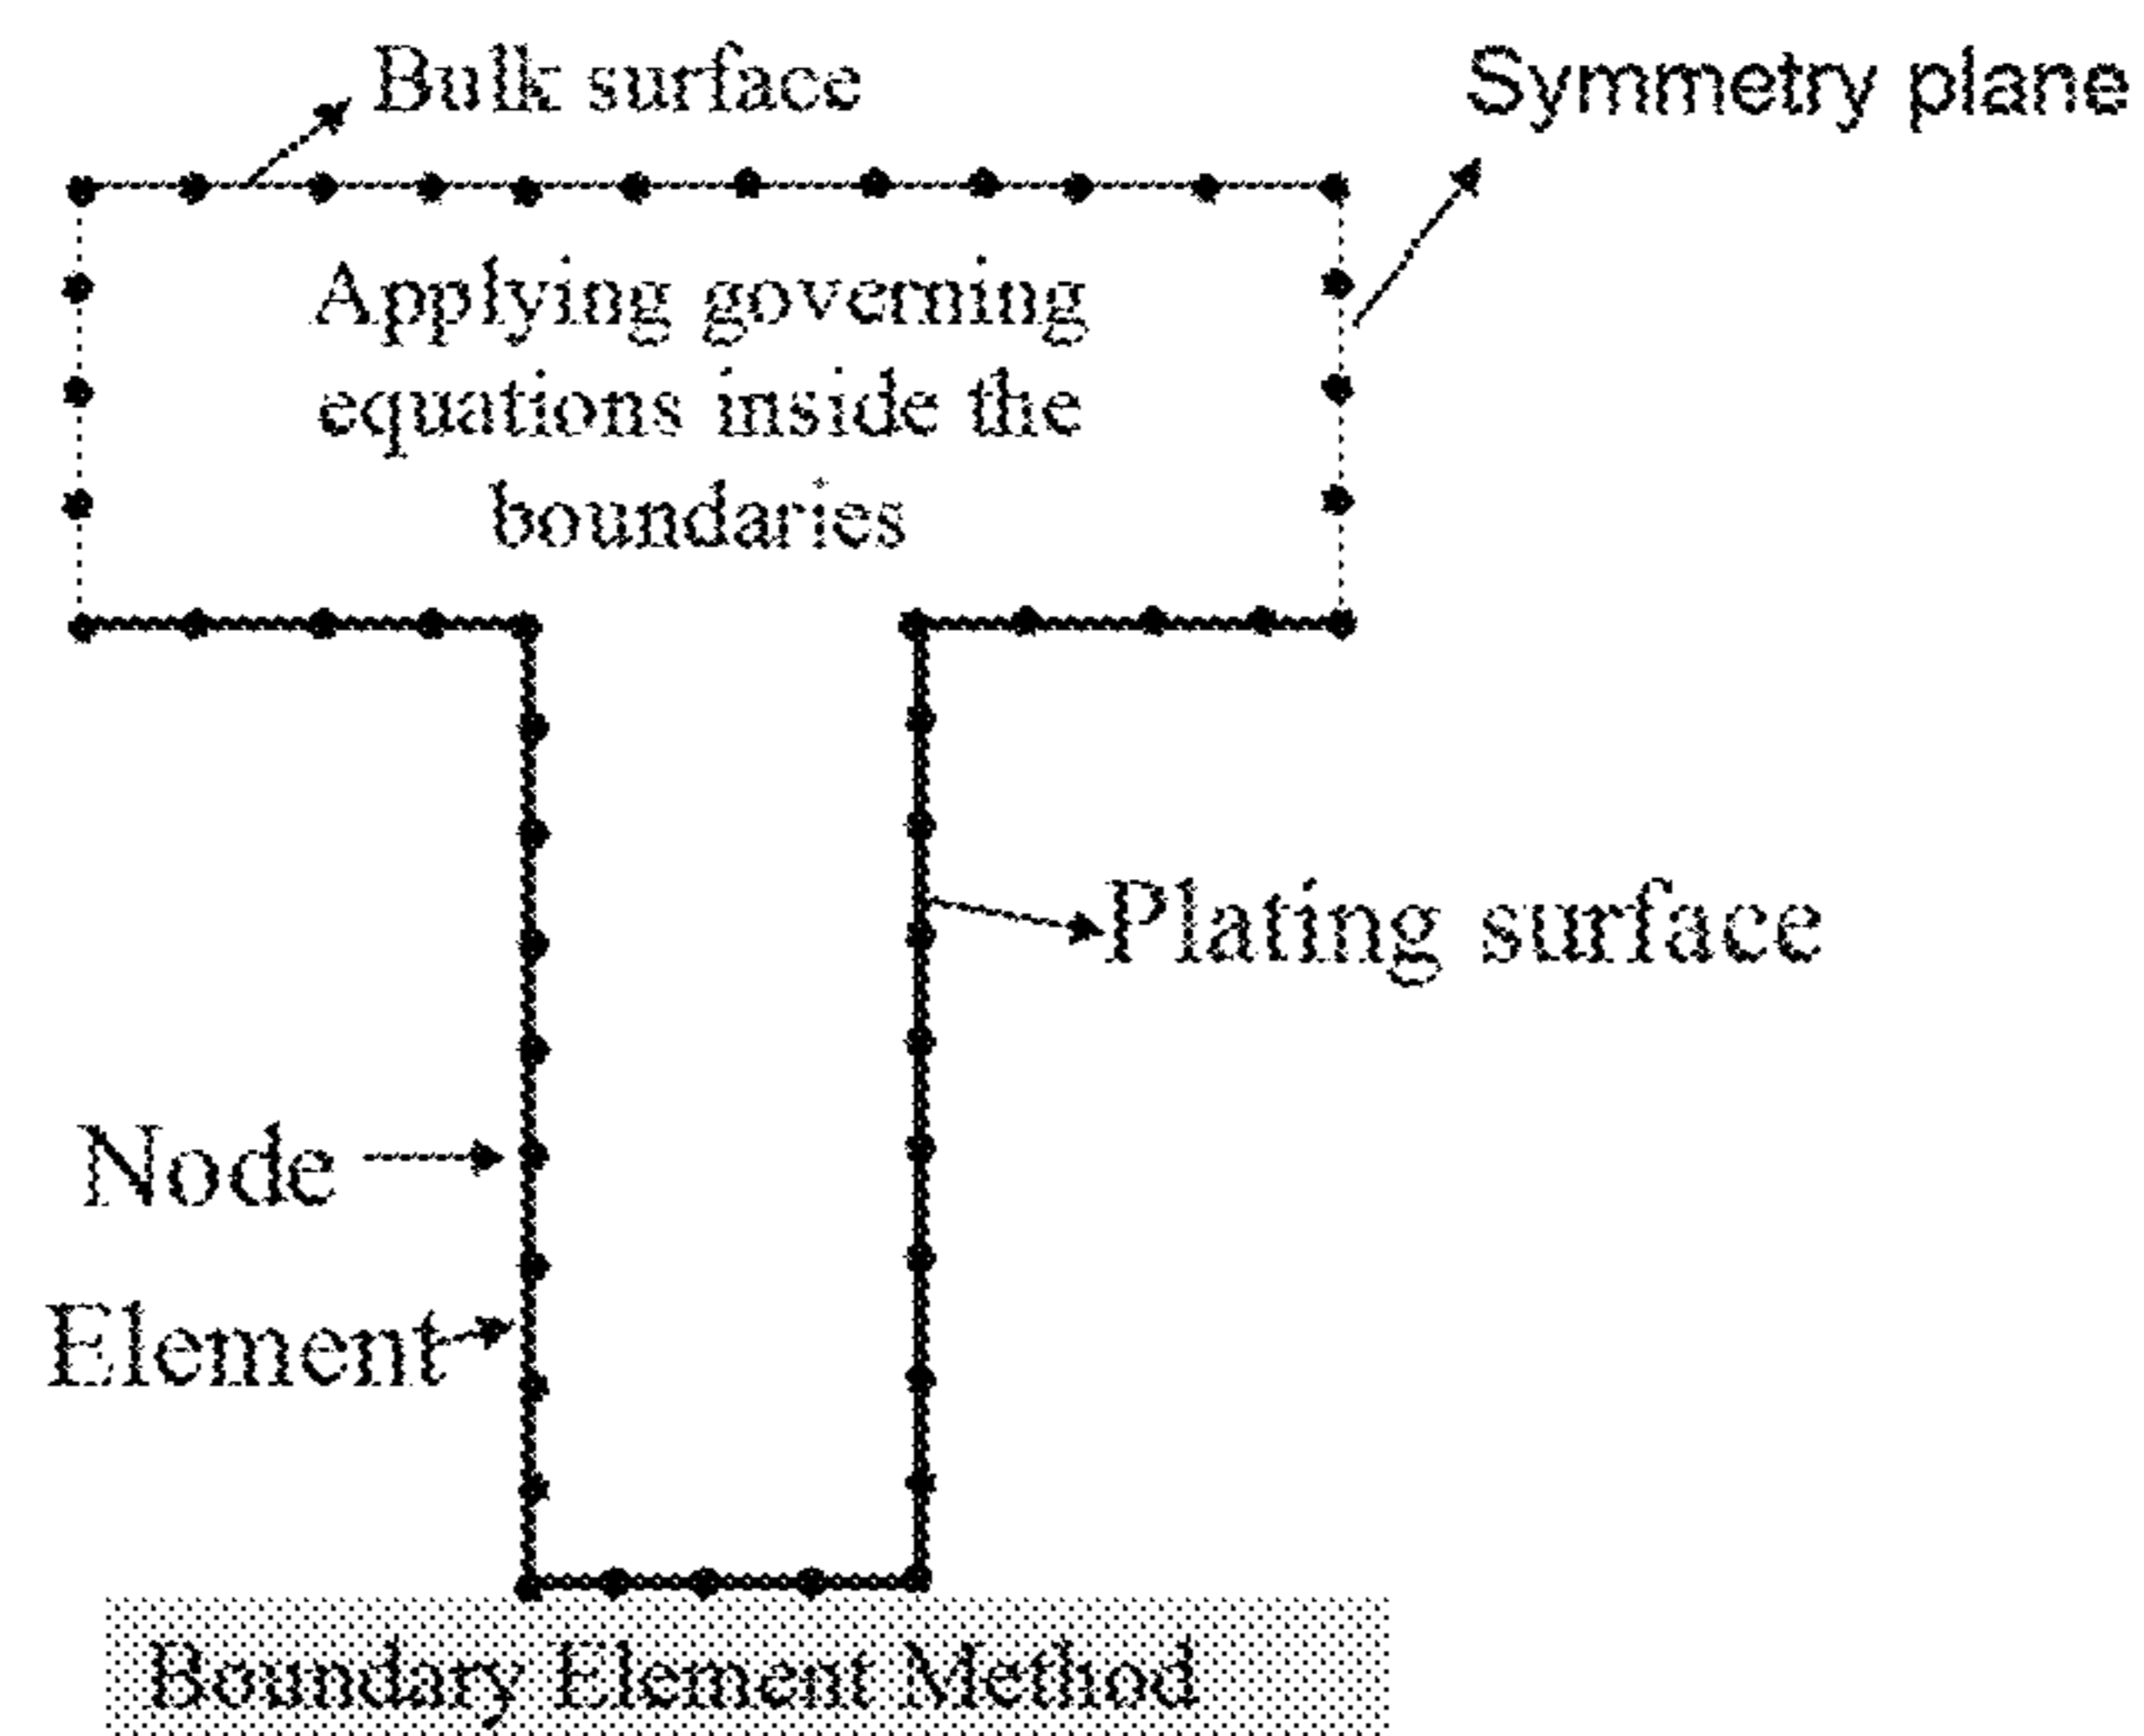 Bulk surface
Symmetry plane
Applying governing
equations inside the
boundaries
Plating surface
Node
Element
Boundary Element Method